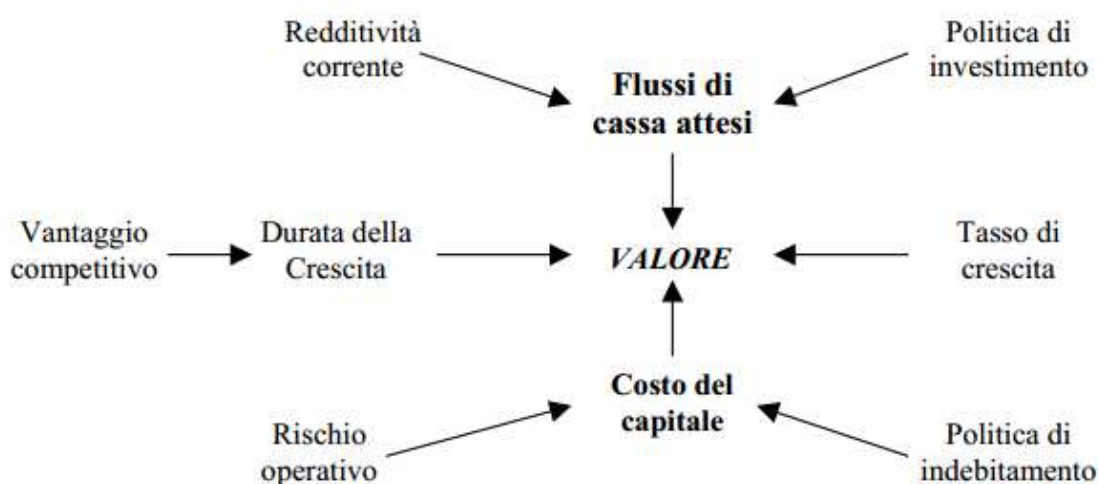 Redditività
corrente
Politica di
investimento
Flussi di
cassa attesi
Vantaggio
competitivo
Durata della
Crescita
VALORE
Tasso di
crescita
Costo del
capitale
Rischio
operativo
Politica di
indebitamento